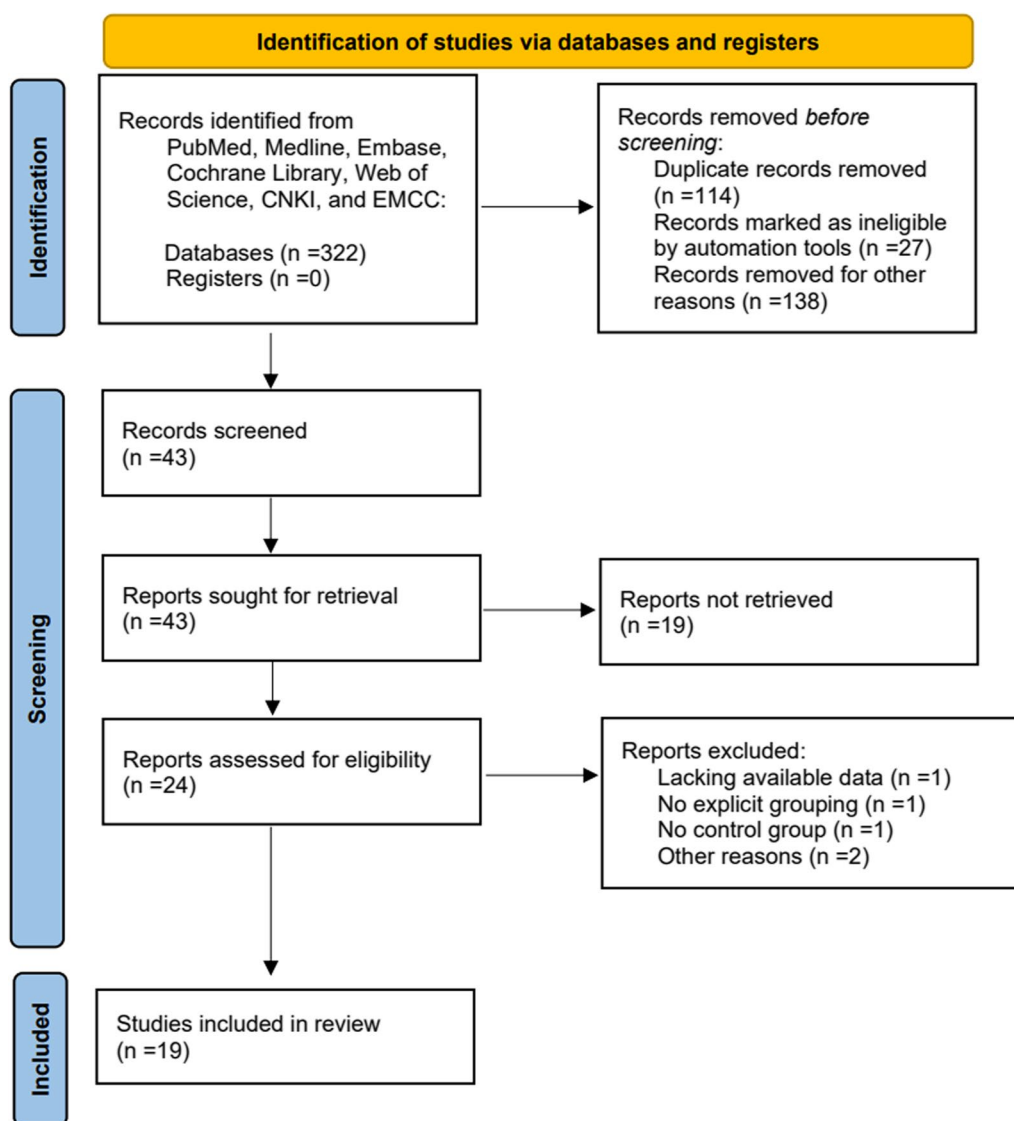 Identification of studies via databases and registers
Identification
Records identified from
PubMed, Medline, Embase,
Cochrane Library, Web of
Science, CNKI, and EMCC:
Databases (n =322)
Registers (n =0)
Records removed before
screening:
Duplicate records removed
(n =114)
Records marked as ineligible
by automation tools (n =27)
Records removed for other
reasons (n =138)
Screening
Records screened
(n =43)
Reports sought for retrieval
(n =43)
Reports not retrieved
(n =19)
Reports assessed for eligibility
(n =24)
Reports excluded:
Lacking available data (n =1)
No explicit grouping (n =1)
No control group (n =1)
Other reasons (n =2)
Included
Studies included in review
(n =19)